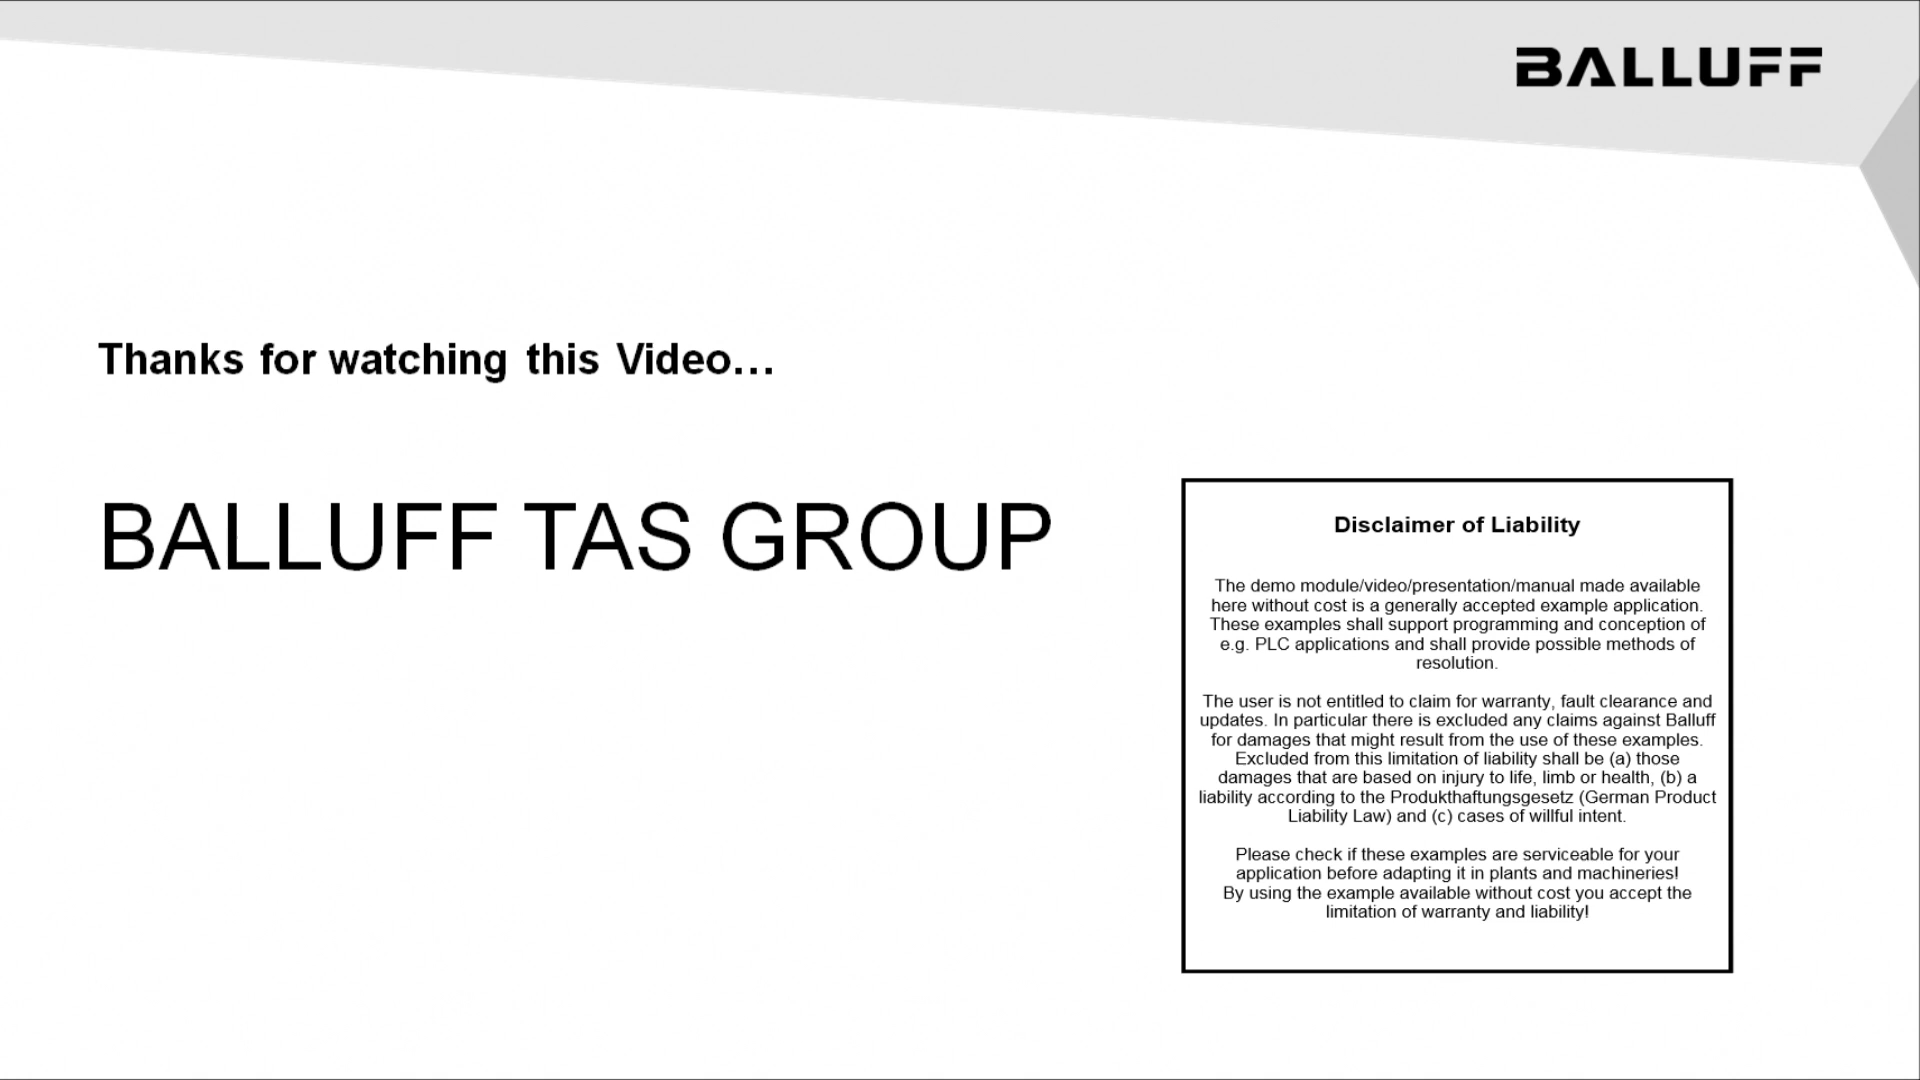 BALLUFF
Thanks for watching this Video...
BALLUFF TAS GROUP
Disclaimer of Liability
The demo module/video/presentation/manual made available
here without cost is a generally accepted example application.
These examples shall support programming and conception of
e.g. PLC applications and shall provide possible methods of
resolution.
The user is not entitled to claim for warranty, fault clearance and
updates. In particular there is excluded any claims against Balluff
for damages that might result from the use of these examples.
Excluded from this limitation of liability shall be (a) those
damages that are based on injury to life, limb or health, (b) a
liability according to the Produkthaftungsgesetz (German Product
Liability Law) and (c) cases of willful intent.
Please check if these examples are serviceable for your
application before adapting it in plants and machineries!
By using the example available without cost you accept the
limitation of warranty and liability!